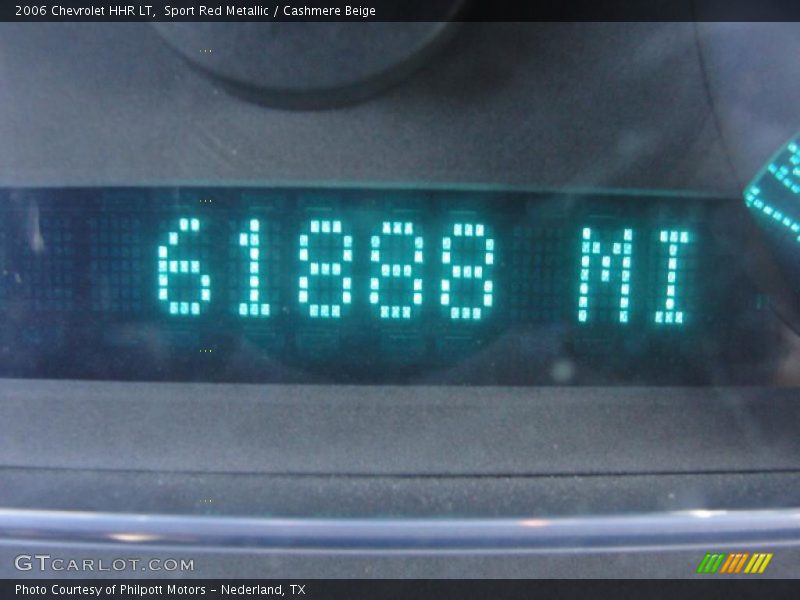 2006 Chevrolet HHR LT, Sport Red Metallic / Cashmere Beige
61888 MI
GTCARLOT.COM
Photo Courtesy of Philpott Motors - Nederland, TX